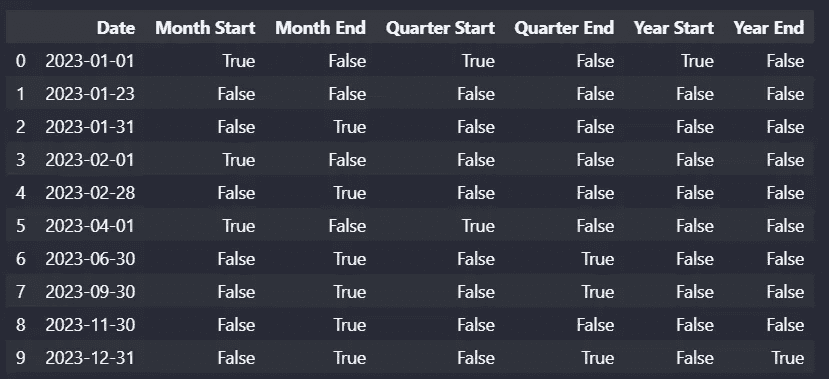 Date Month Start Month End Quarter Start Quarter End Year Start Year End
0 2023-01-01 True False True False True False
1 2023-01-23 False False False False False False
2 2023-01-31 False True False False False False
3 2023-02-01 True False False False False False
4 2023-02-28 False True False False False False
5 2023-04-01 True False True False False False
6 2023-06-30 False True False True False False
7 2023-09-30 False True False True False False
8 2023-11-30 False True False False False False
9 2023-12-31 False True False True False True